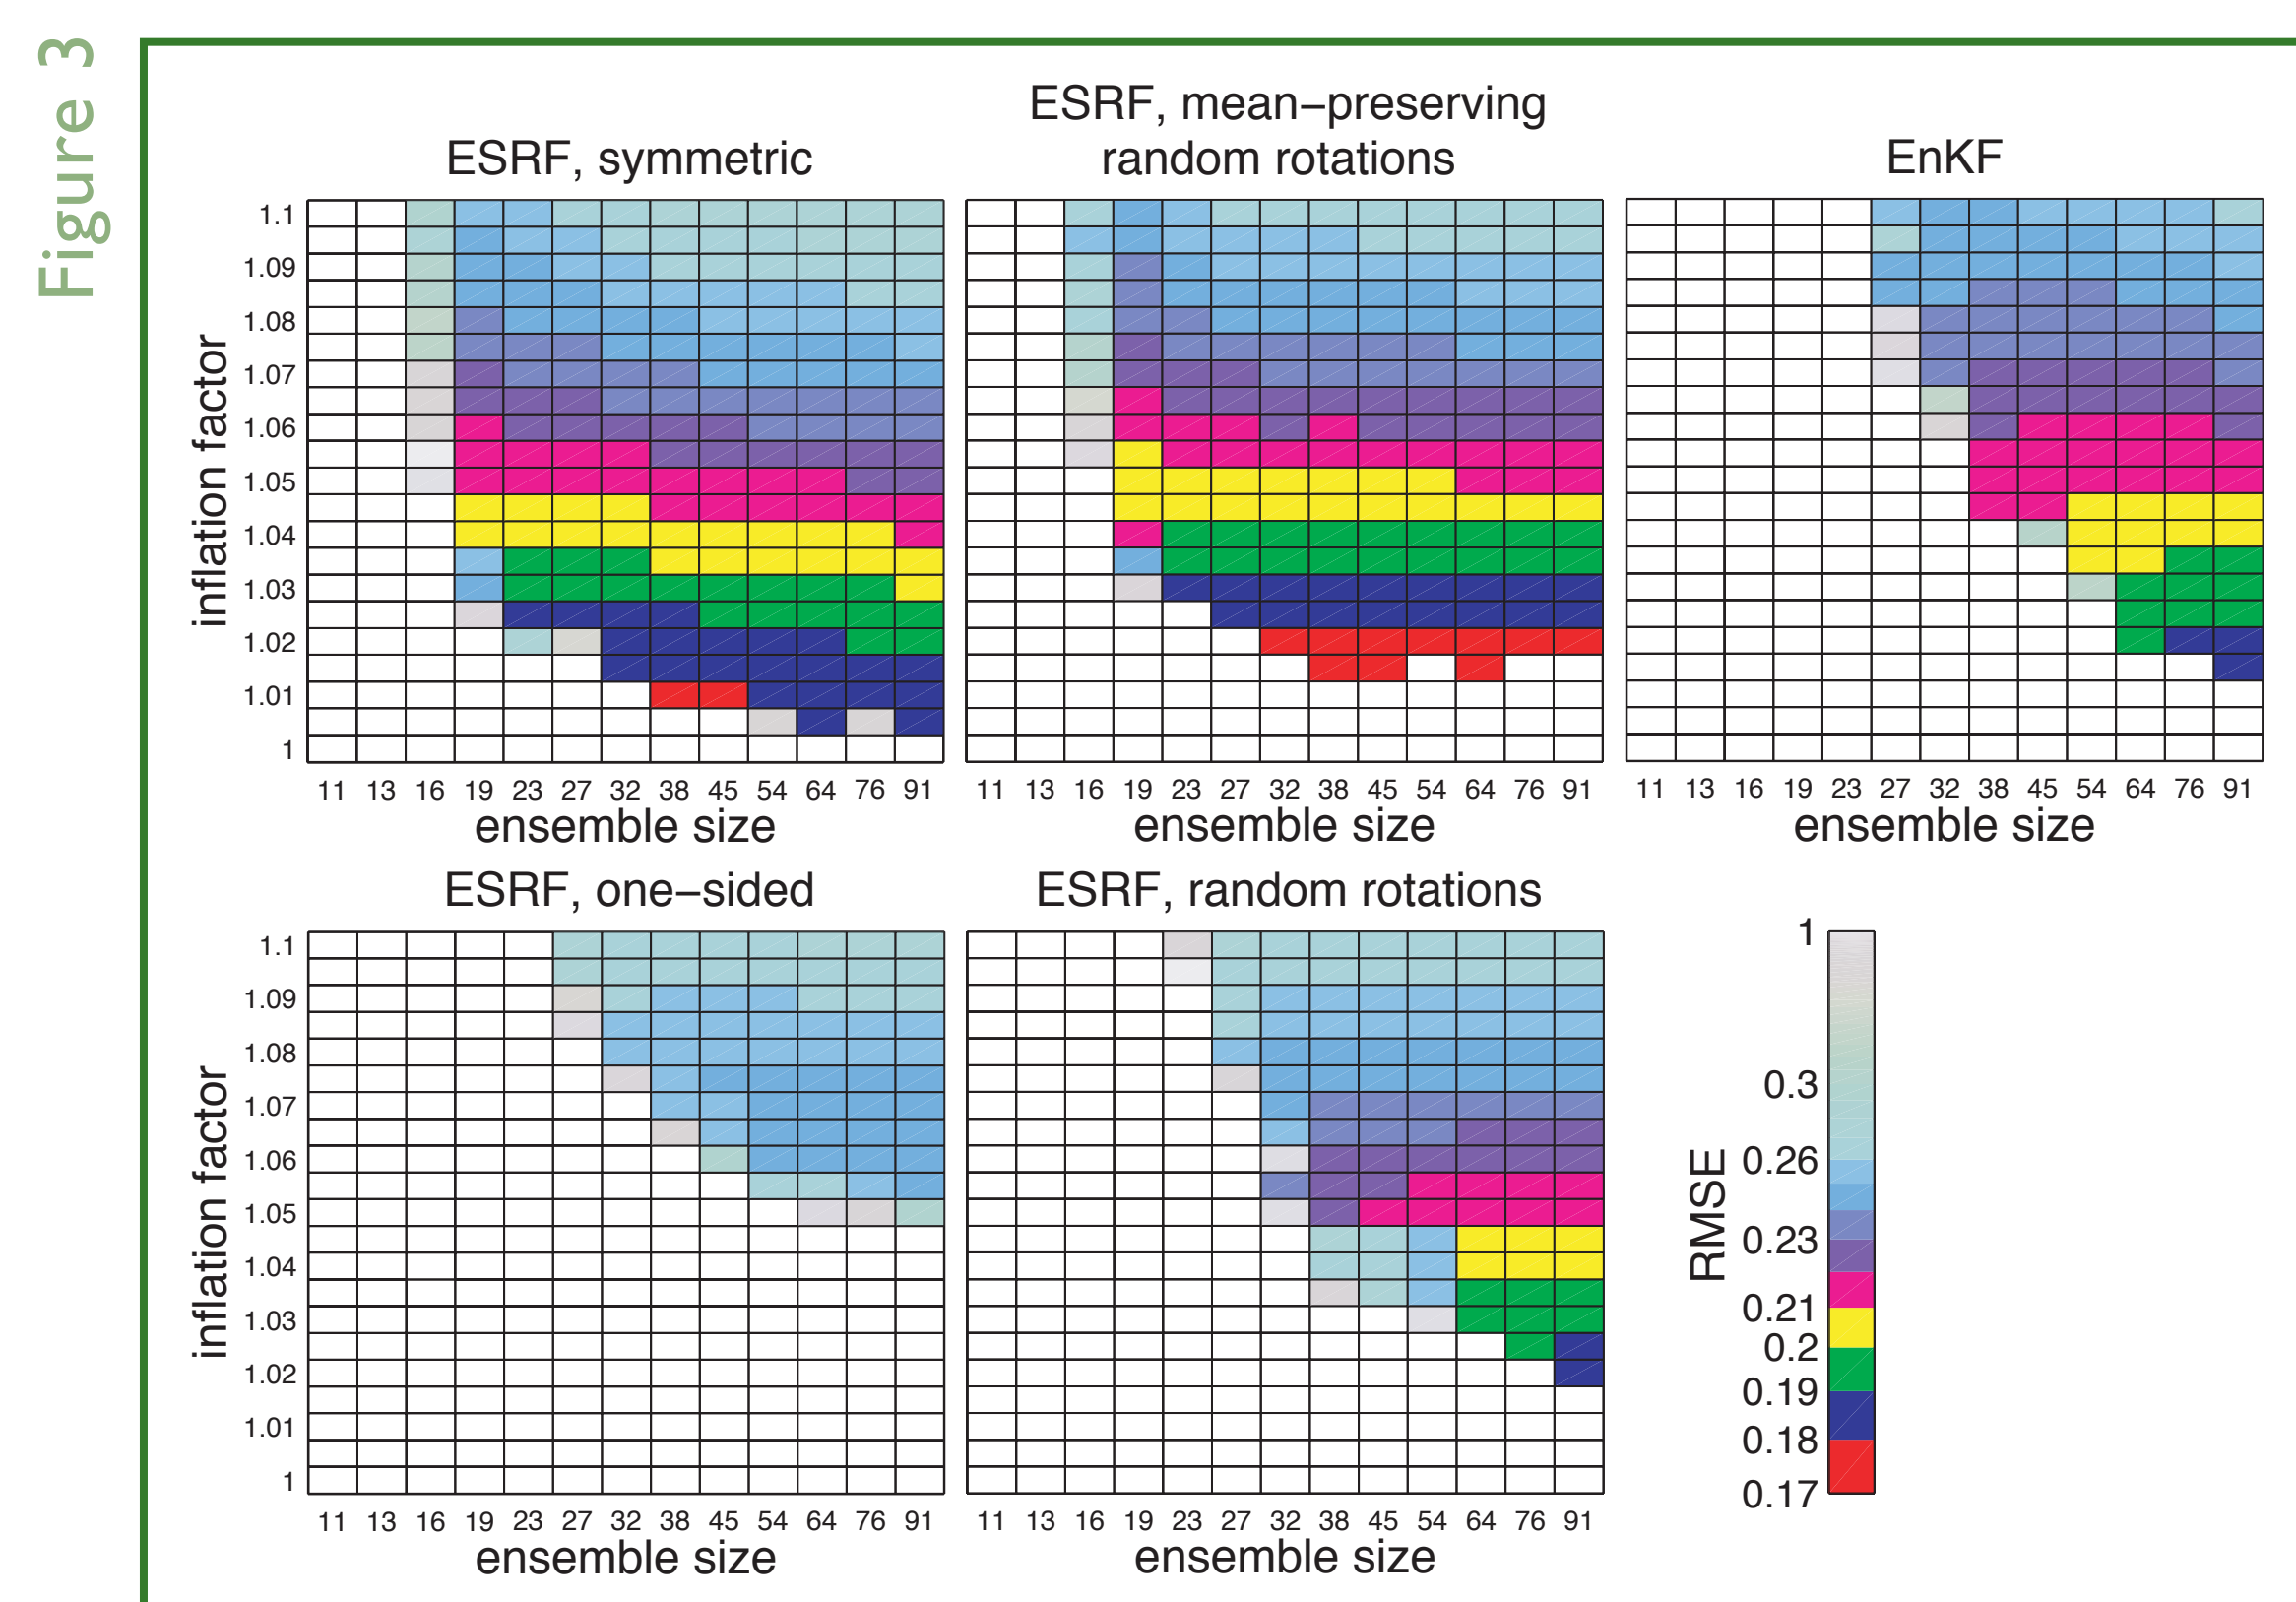 Figure 3
ESRF, symmetric
ESRF, mean–preserving
random rotations
EnKF
inflation factor
1.1
1.09
1.08
1.07
1.06
1.05
1.04
1.03
1.02
1.01
1
11 13 16 19 23 27 32 38 45 54 64 76 91
ensemble size
11 13 16 19 23 27 32 38 45 54 64 76 91
ensemble size
11 13 16 19 23 27 32 38 45 54 64 76 91
ensemble size
ESRF, one–sided
ESRF, random rotations
inflation factor
1.1
1.09
1.08
1.07
1.06
1.05
1.04
1.03
1.02
1.01
1
11 13 16 19 23 27 32 38 45 54 64 76 91
ensemble size
11 13 16 19 23 27 32 38 45 54 64 76 91
ensemble size
RMSE
1
0.3
0.26
0.23
0.21
0.2
0.19
0.18
0.17